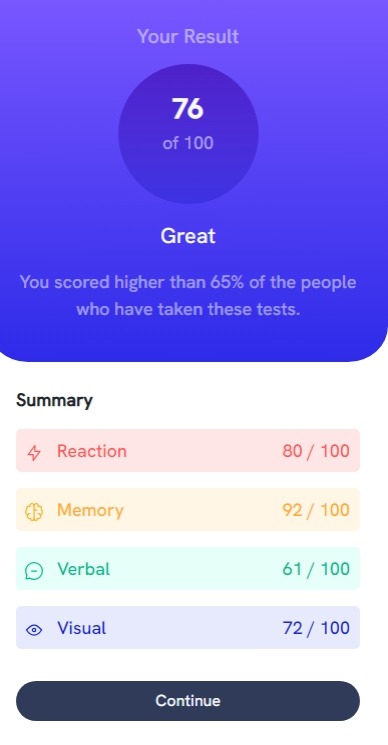 Your Result
76
of 100
Great
You scored higher than 65% of the people
who have taken these tests.
Summary
Reaction 80 / 100
Memory 92 / 100
Verbal 61 / 100
Visual 72 / 100
Continue